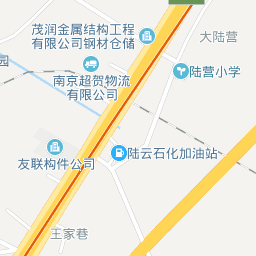 茂润金属结构工程
有限公司钢材仓储
大陆营
园
陆营小学
南京超贺物流
有限公司
友联构件公司
陆云石化加油站
王家巷